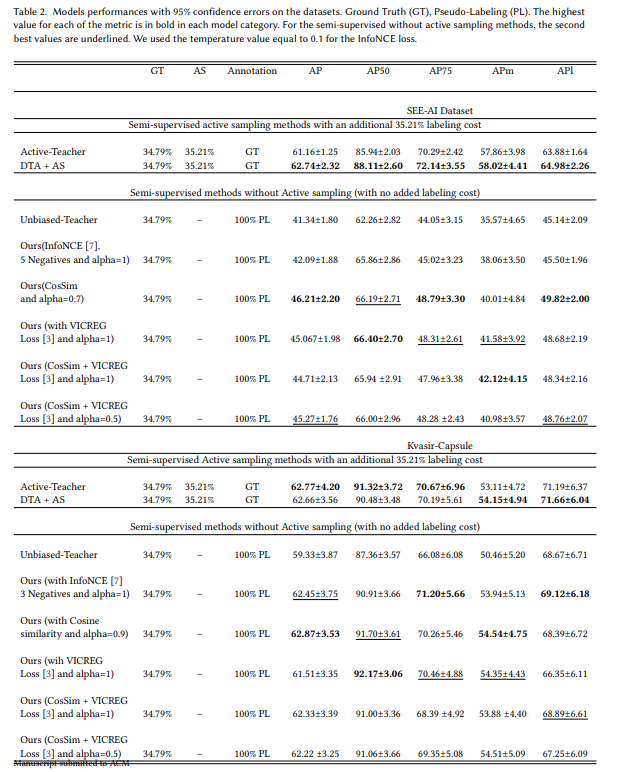 Table 2. Models performances with 95% confidence errors on the datasets. Ground Truth (GT), Pseudo-Labeling (PL). The highest
value for each of the metric is in bold in each model category. For the semi-supervised without active sampling methods, the second
best values are underlined. We used the temperature value equal to 0.1 for the InfoNCE loss.
GT AS Annotation AP AP50 AP75 APm APl
SEE-AI Dataset
Semi-supervised active sampling methods with an additional 35.21% labeling cost
Active-Teacher 34.79% 35.21% GT 61.16±1.25 85.94±2.03 70.29±2.42 57.86±3.98 63.88±1.64
DTA + AS 34.79% 35.21% GT 62.74±2.32 88.11±2.60 72.14±3.55 58.02±4.41 64.98±2.26
Semi-supervised methods without Active sampling (with no added labeling cost)
Unbiased-Teacher 34.79% – 100% PL 41.34±1.80 62.26±2.82 44.05±3.15 35.57±4.65 45.14±2.09
Ours(InfoNCE [7],
5 Negatives and alpha=1) 34.79% – 100% PL 42.09±1.88 65.86±2.86 45.02±3.23 38.06±3.50 45.50±1.96
Ours(CosSim
and alpha=0.7) 34.79% – 100% PL 46.21±2.20 66.19±2.71 48.79±3.30 40.01±4.84 49.82±2.00
Ours (with VICREG
Loss [3] and alpha=1) 34.79% – 100% PL 45.067±1.98 66.40±2.70 48.31±2.61 41.58±3.92 48.68±2.19
Ours (CosSim + VICREG
Loss [3] and alpha=1) 34.79% – 100% PL 44.71±2.13 65.94 ±2.91 47.96±3.38 42.12±4.15 48.34±2.16
Ours (CosSim + VICREG
Loss [3] and alpha=0.5) 34.79% – 100% PL 45.27±1.76 66.00±2.96 48.28 ±2.43 40.98±3.57 48.76±2.07
Kvasir-Capsule
Semi-supervised Active sampling methods with an additional 35.21% labeling cost
Active-Teacher 34.79% 35.21% GT 62.77±4.20 91.32±3.72 70.67±6.96 53.11±4.72 71.19±6.37
DTA + AS 34.79% 35.21% GT 62.66±3.56 90.48±3.48 70.19±5.61 54.15±4.94 71.66±6.04
Semi-supervised methods without Active sampling (with no added labeling cost)
Unbiased-Teacher 34.79% – 100% PL 59.33±3.87 87.36±3.57 66.08±6.08 50.46±5.20 68.67±6.71
Ours (with InfoNCE [7]
3 Negatives and alpha=1) 34.79% – 100% PL 62.45±3.75 90.91±3.66 71.20±5.66 53.94±5.13 69.12±6.18
Ours (with Cosine
similarity and alpha=0.9) 34.79% – 100% PL 62.87±3.53 91.70±3.61 70.26±5.46 54.54±4.75 68.39±6.72
Ours (wih VICREG
Loss [3] and alpha=1) 34.79% – 100% PL 61.51±3.35 92.17±3.06 70.46±4.88 54.35±4.43 66.35±6.11
Ours (CosSim + VICREG
Loss [3] and alpha=1) 34.79% – 100% PL 62.33±3.39 91.00±3.36 68.39 ±4.92 53.88 ±4.40 68.89±6.61
Ours (CosSim + VICREG
Loss [3] and alpha=0.5) 34.79% – 100% PL 62.22 ±3.25 91.06±3.66 69.35±5.08 54.51±5.09 67.25±6.09
Manuscript submitted to ACM